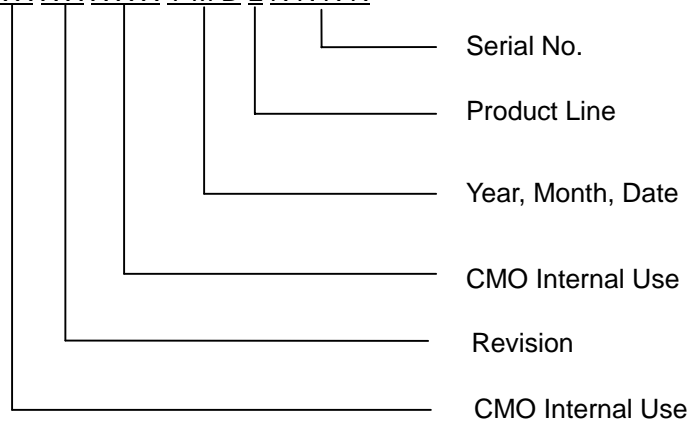 Serial No.
Product Line
Year, Month, Date
CMO Internal Use
Revision
CMO Internal Use